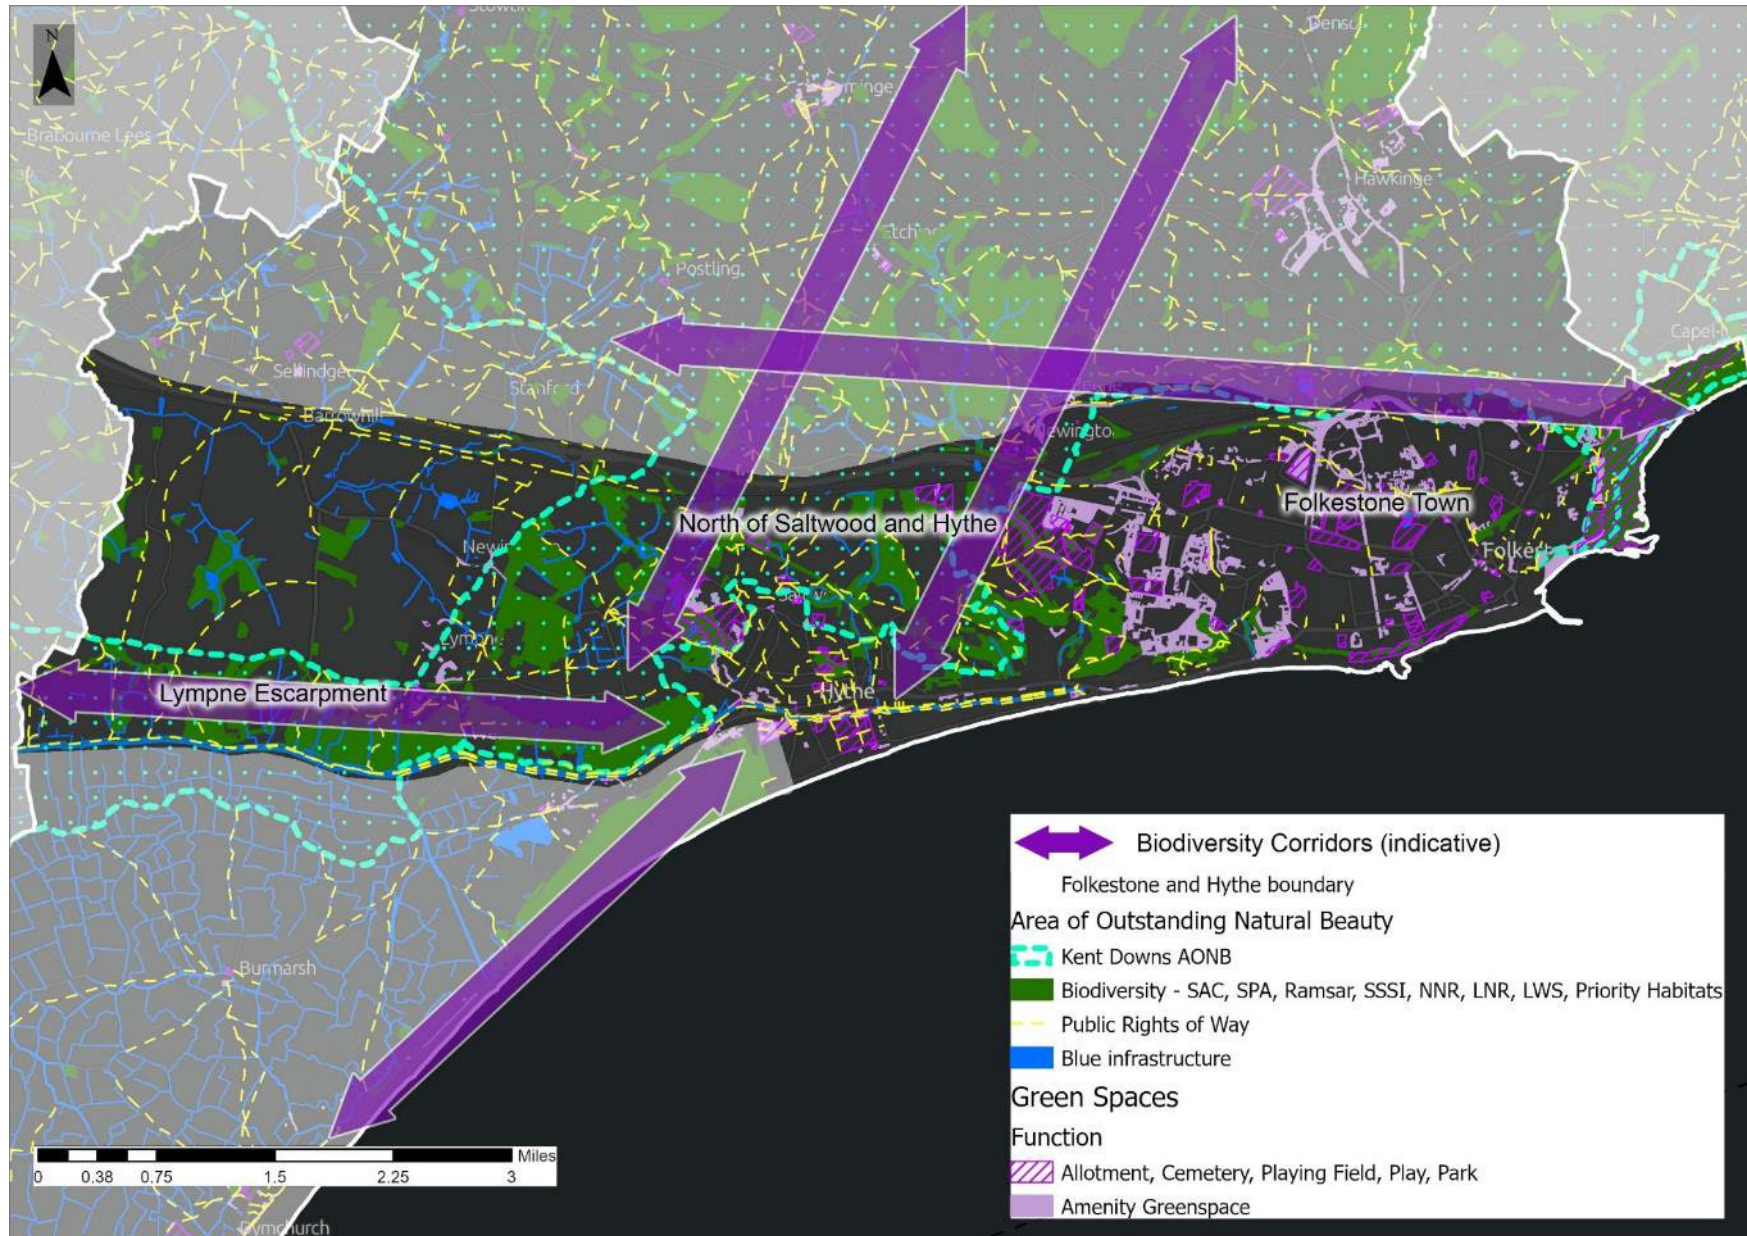 N
Brabourne Lees
Hawkinge
Postling
Capel-l
Sellindge
Stanford
Barrowhill
North of Saltwood and Hythe
Folkestone Town
Lympne Escarpment
Hythe
Burmarsh
Dymchurch
Biodiversity Corridors (indicative)
Folkestone and Hythe boundary
Area of Outstanding Natural Beauty
Kent Downs AONB
Biodiversity - SAC, SPA, Ramsar, SSSI, NNR, LNR, LWS, Priority Habitats
Public Rights of Way
Blue infrastructure
Green Spaces
Function
Allotment, Cemetery, Playing Field, Play, Park
Amenity Greenspace
Miles
0 0.38 0.75 1.5 2.25 3